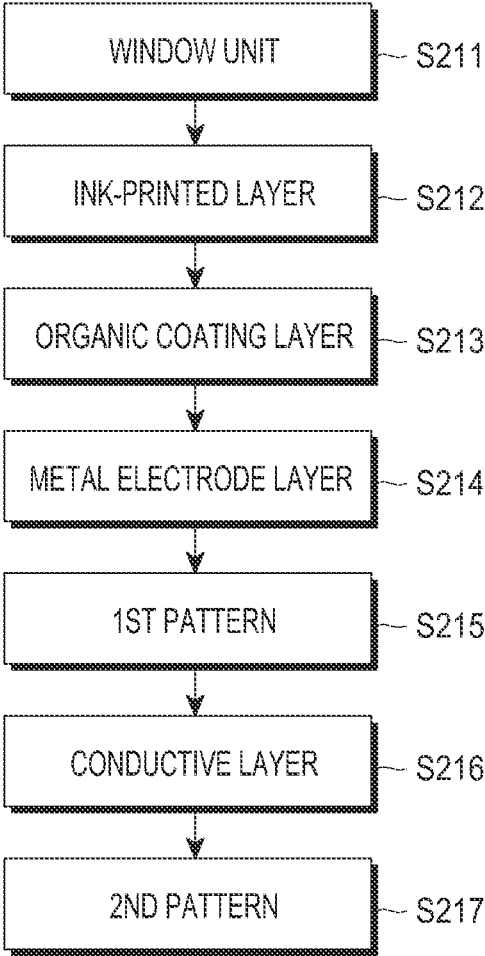 WINDOW UNIT
S211
INK-PRINTED LAYER
S212
ORGANIC COATING LAYER
S213
METAL ELECTRODE LAYER
S214
1ST PATTERN
S215
CONDUCTIVE LAYER
S216
2ND PATTERN
S217